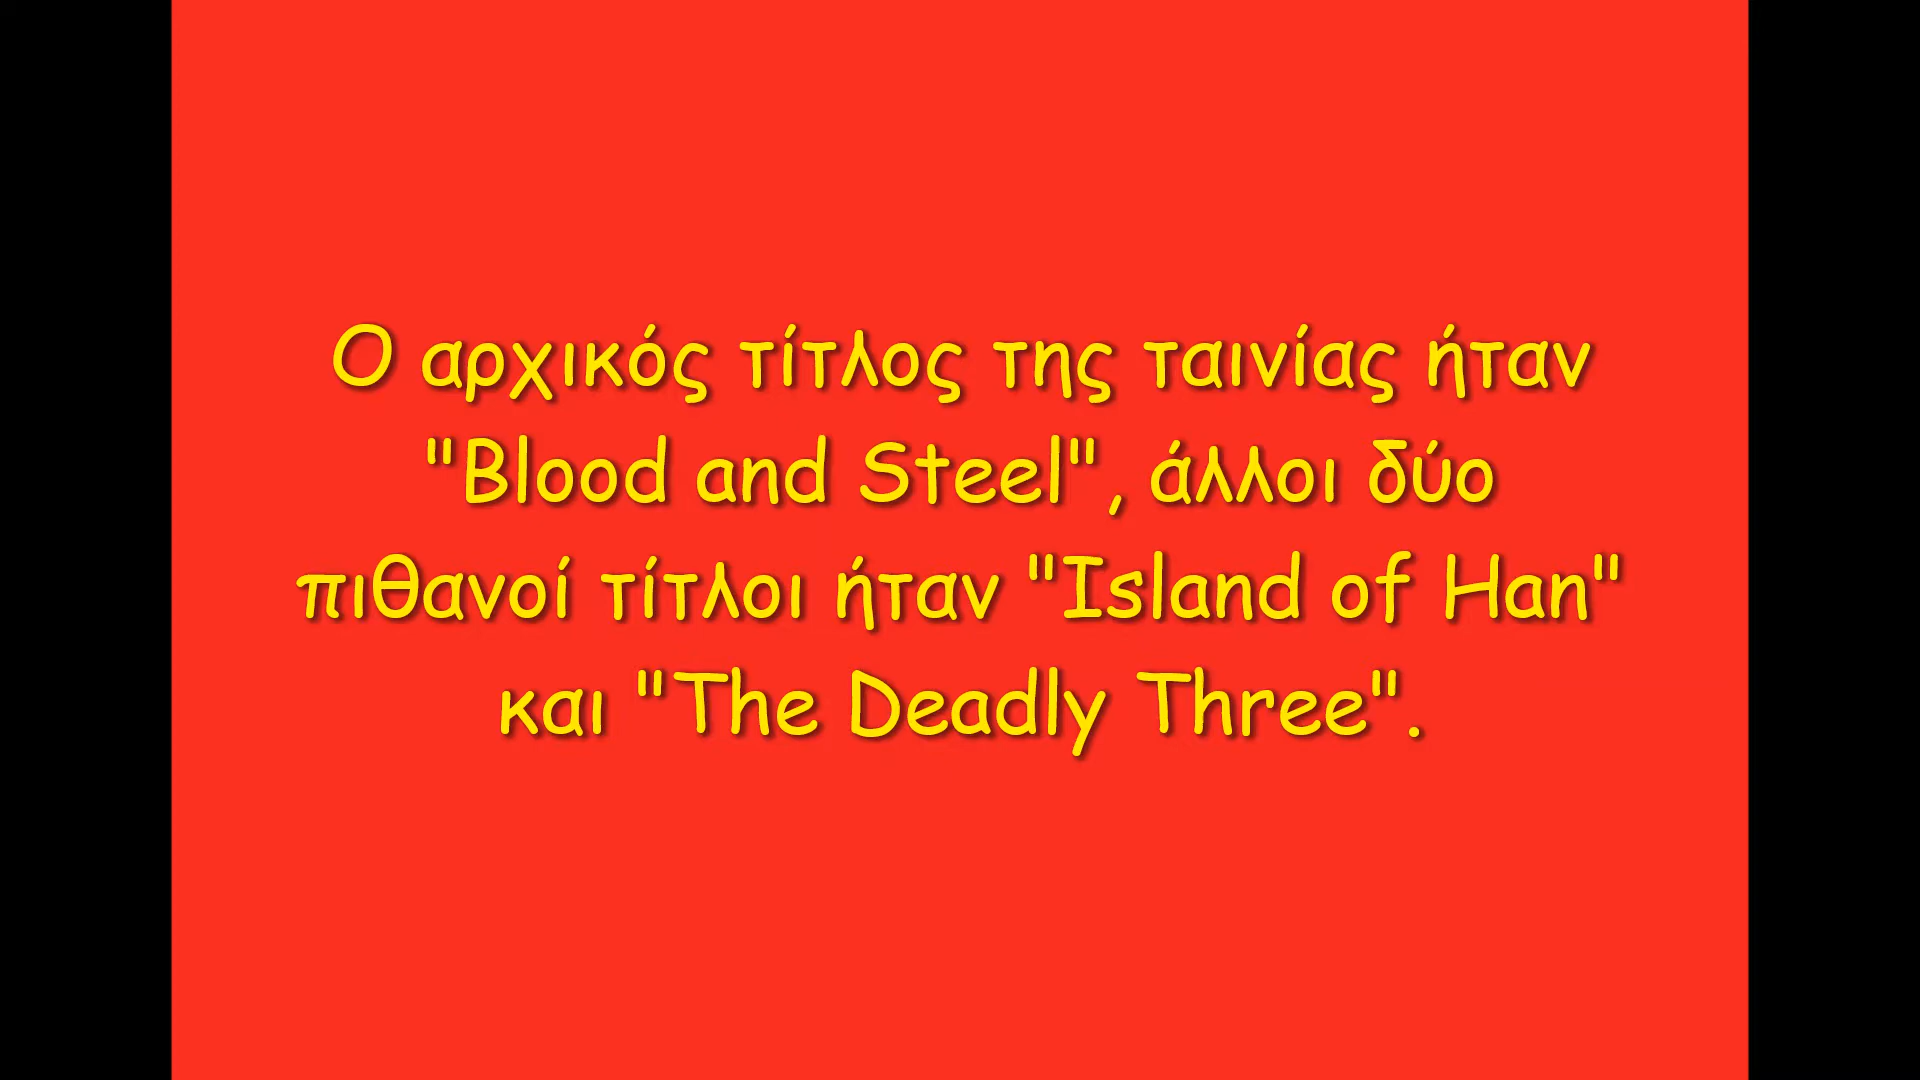 Ο αρχικός τίτλος της ταινίας ήταν
"Blood and Steel", άλλοι δύο
πιθανοί τίτλοι ήταν "Island of Han"
και "The Deadly Three".